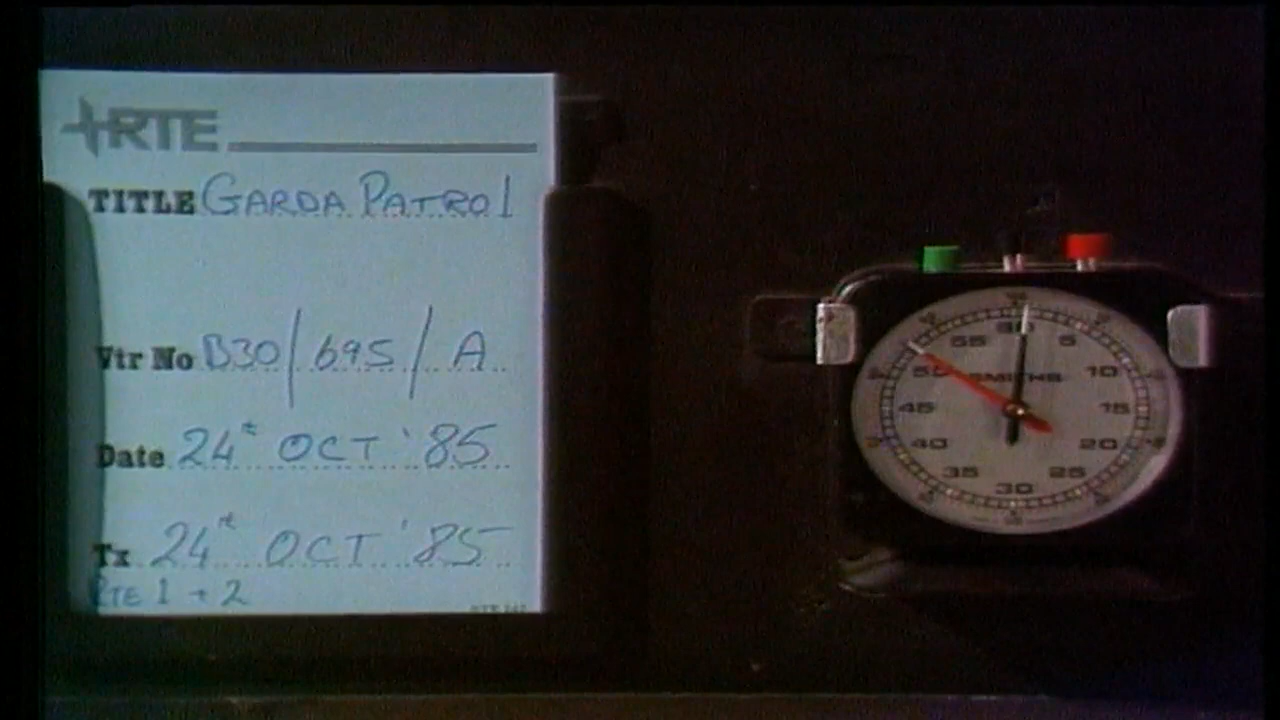 RTE
TITLE GARDA PATROL
Vtr No B30/695/A
Date 24th OCT '85
Tx 24th OCT '85
RTE 1 + 2
60
55 5
50 SMITHS 10
45 15
40 20
35 25
30